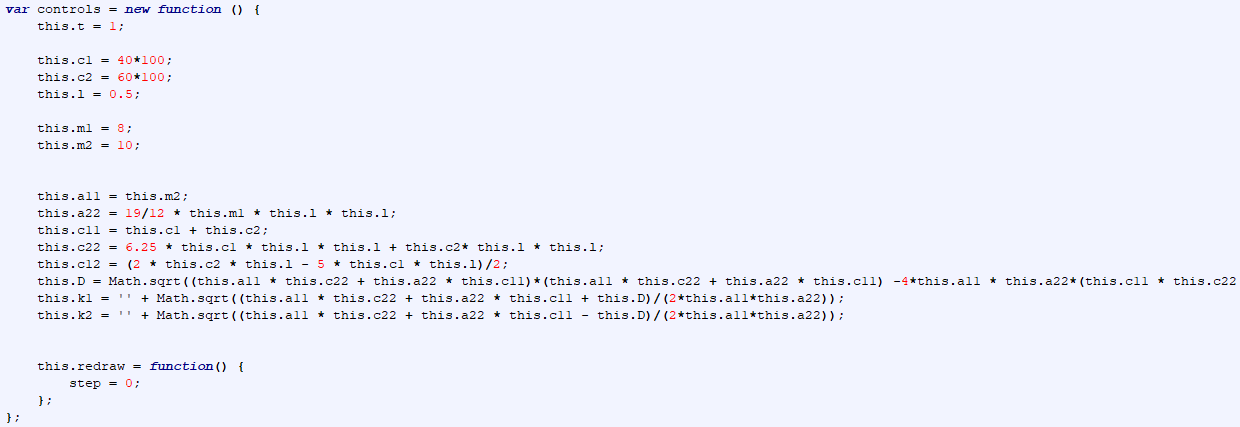 var controls = new function () {
    this.t = 1;

    this.c1 = 40*100;
    this.c2 = 60*100;
    this.l = 0.5;

    this.m1 = 8;
    this.m2 = 10;


    this.a11 = this.m2;
    this.a22 = 19/12 * this.m1 * this.l * this.l;
    this.c11 = this.c1 + this.c2;
    this.c22 = 6.25 * this.c1 * this.l * this.l + this.c2* this.l * this.l;
    this.c12 = (2 * this.c2 * this.l - 5 * this.c1 * this.l)/2;
    this.D = Math.sqrt((this.a11 * this.c22 + this.a22 * this.c11)*(this.a11 * this.c22 + this.a22 * this.c11) -4*this.a11 * this.a22*(this.c11 * this.c22
    this.k1 = '' + Math.sqrt((this.a11 * this.c22 + this.a22 * this.c11 + this.D)/(2*this.a11*this.a22));
    this.k2 = '' + Math.sqrt((this.a11 * this.c22 + this.a22 * this.c11 - this.D)/(2*this.a11*this.a22));


    this.redraw = function() {
        step = 0;
    };
};